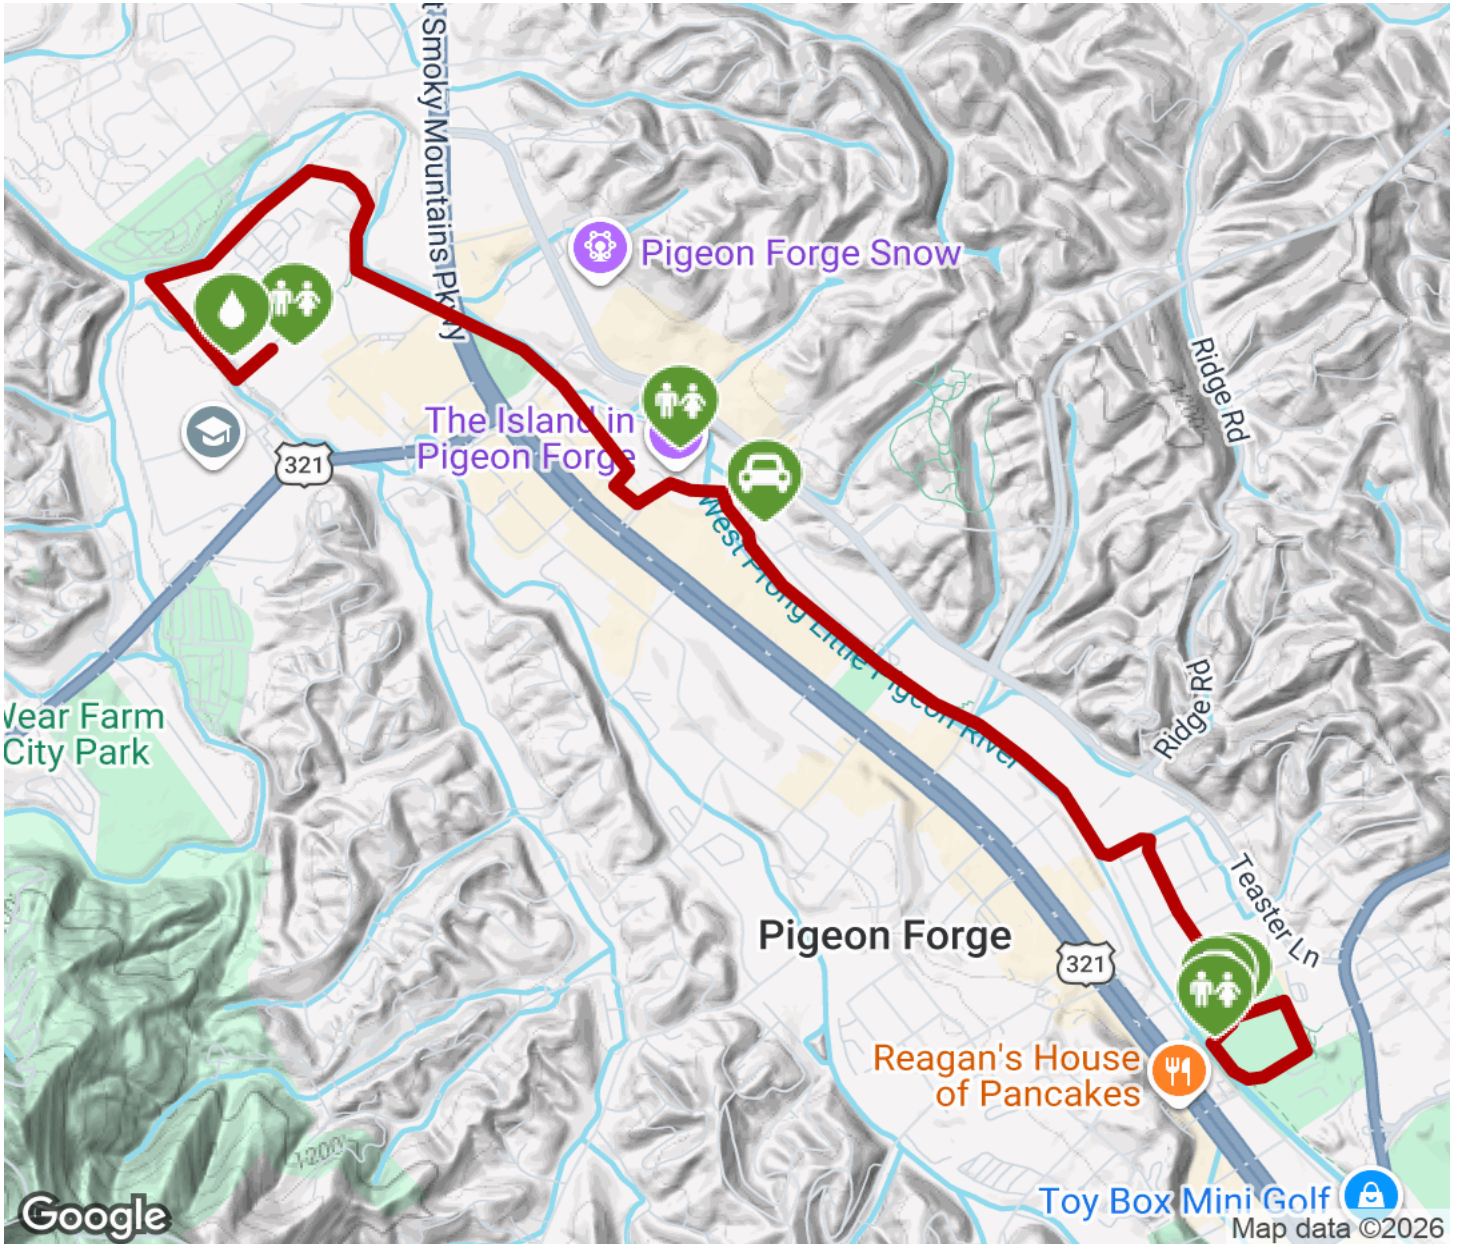 t Smoky Mountains Pkwy
Pigeon Forge Snow
Ridge Rd
The Island in
Pigeon Forge
321
West Prong Little Pigeon River
Ridge Rd
Wear Farm
City Park
Teaster Ln
Pigeon Forge
321
Reagan's House
of Pancakes
1200
Toy Box Mini Golf
Google
Map data ©2026